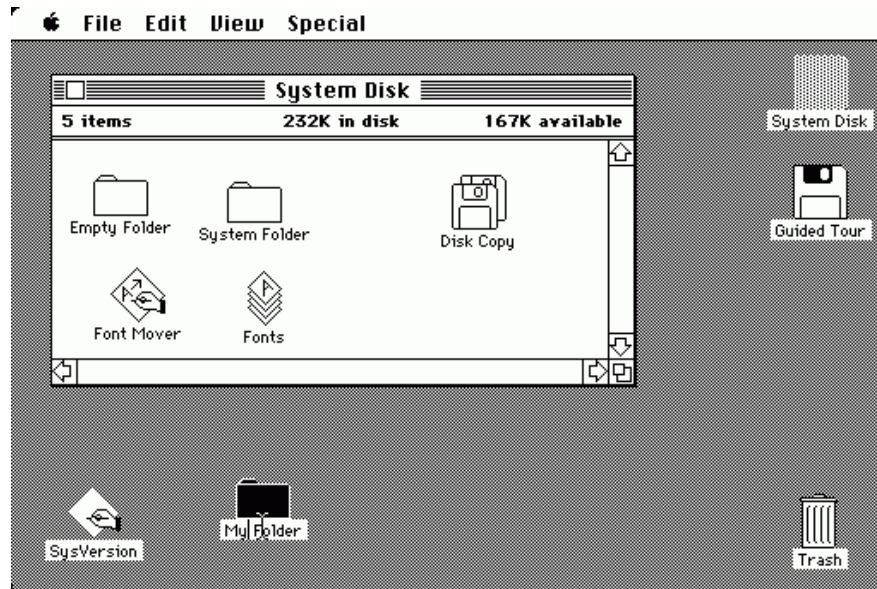 File Edit View Special
System Disk
5 items 232K in disk 167K available
Empty Folder
System Folder
Disk Copy
Font Mover
Fonts
System Disk
Guided Tour
SysVersion
My Folder
Trash